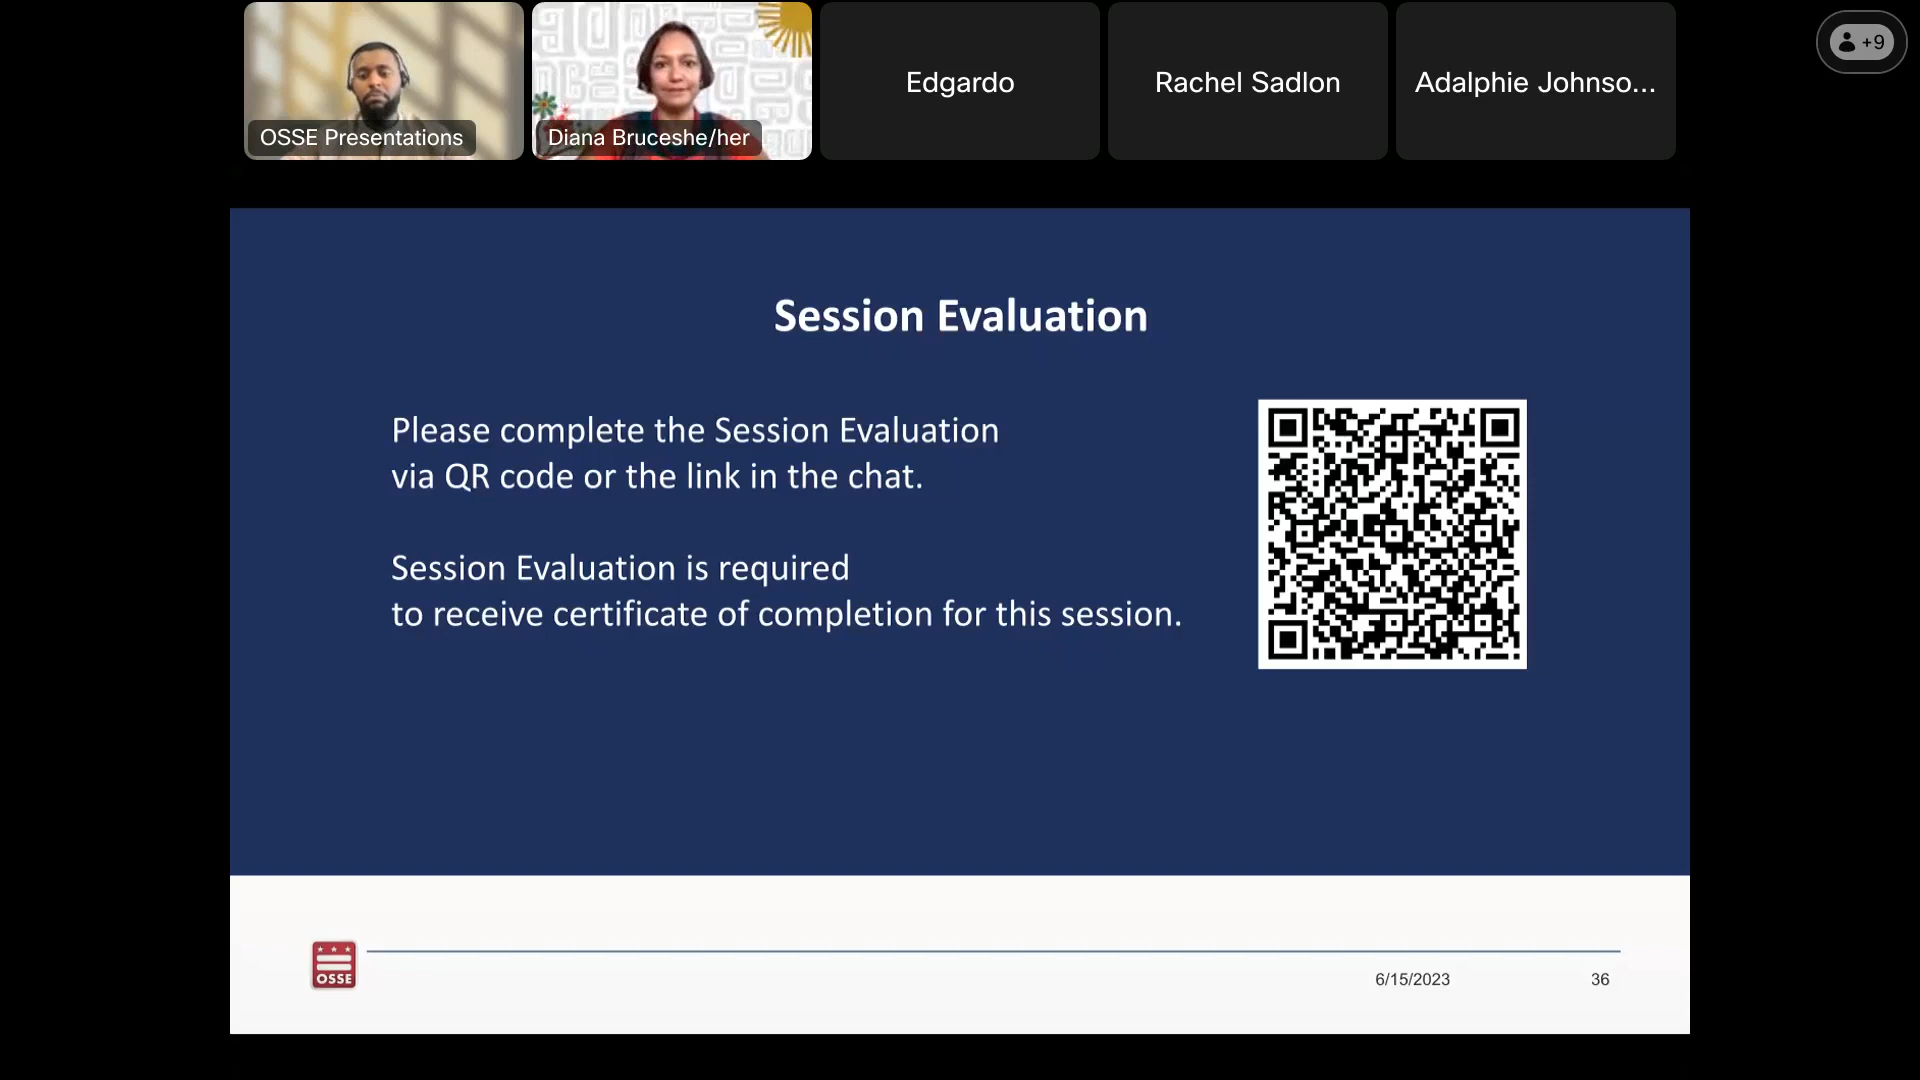 OSSE Presentations
Diana Bruceshe/her
Edgardo
Rachel Sadlon
Adalphie Johnso...
+9
Session Evaluation
Please complete the Session Evaluation
via QR code or the link in the chat.
Session Evaluation is required
to receive certificate of completion for this session.
OSSE
6/15/2023
36